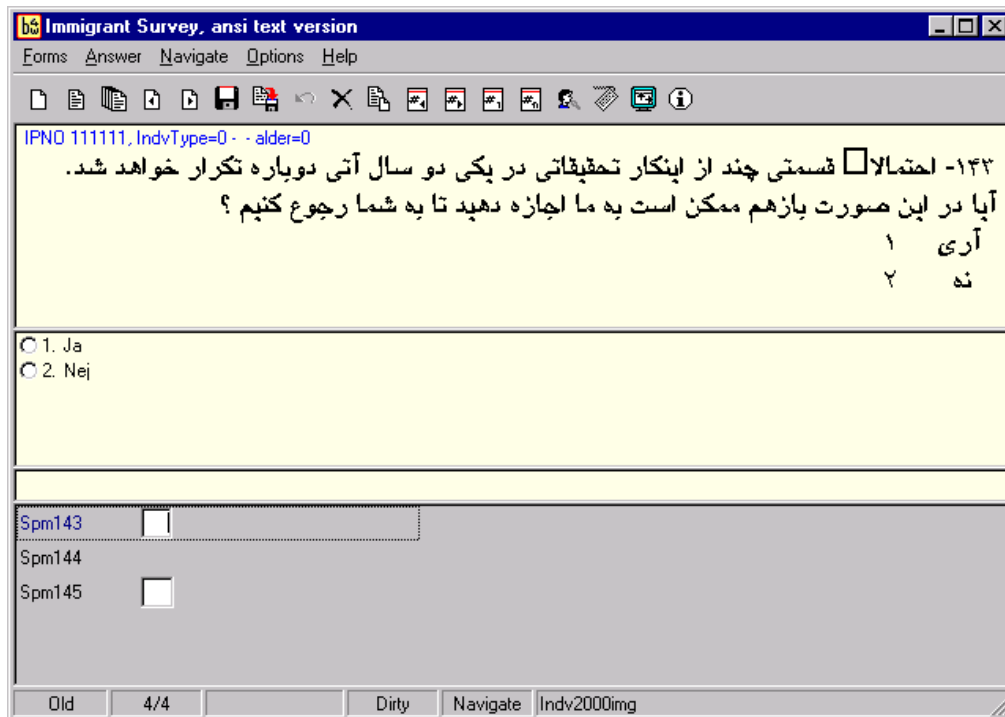 Immigrant Survey, ansi text version
Forms Answer Navigate Options Help
IPNO 111111, IndvType=0 - - alder=0
۱۴۳- احتمالا□ قسمتی چند از اینکار تحقیقاتی در یکی دو سال آتی دوباره تکرار خواهد شد.
آیا در این صورت بازهم ممکن است به ما اجازه دهید تا به شما رجوع کنیم ؟
آری ۱
نه ۲
1. Ja
2. Nej
Spm143
Spm144
Spm145
Old 4/4 Dirty Navigate Indv2000img